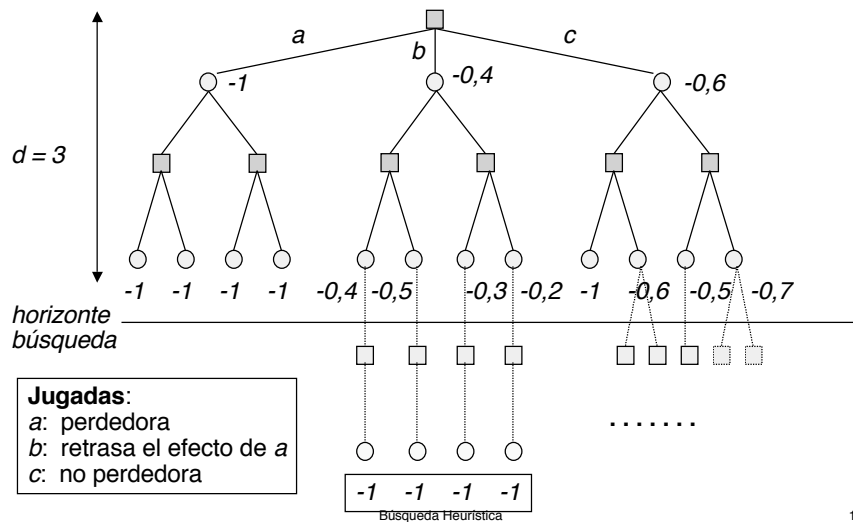 a
b
c
-1
-0,4
-0,6
d = 3
-1 -1 -1 -1 -0,4 -0,5 -0,3 -0,2 -1 -0,6 -0,5 -0,7
horizonte
búsqueda
Jugadas:
a: perdedora
b: retrasa el efecto de a
c: no perdedora
.......
-1 -1 -1 -1
Búsqueda Heurística
1